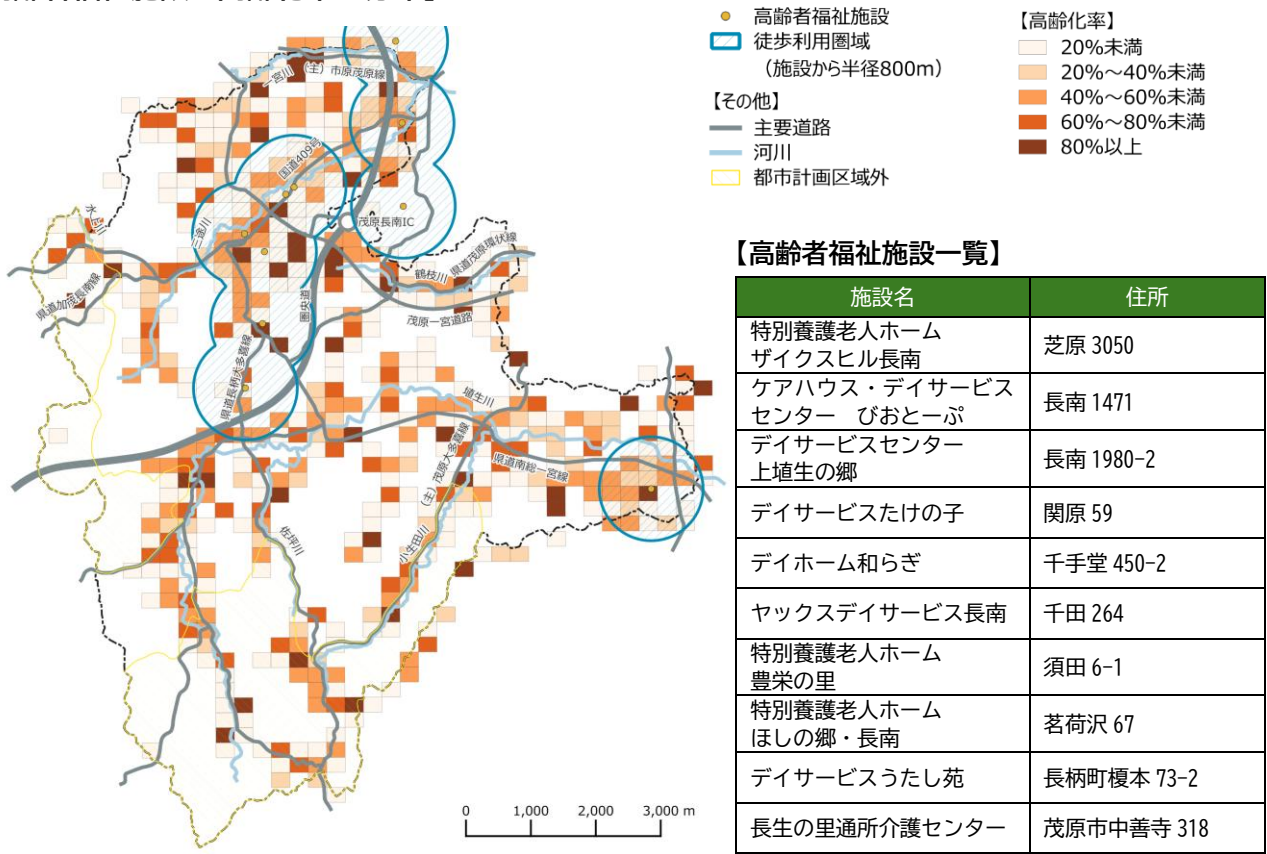 高齢者福祉施設
徒歩利用圏域
（施設から半径800m）
【その他】
主要道路
河川
都市計画区域外
【高齢化率】
20%未満
20%～40%未満
40%～60%未満
60%～80%未満
80%以上
一宮川
（主）市原茂原線
国道409号
水上川
三途川
茂原長南IC
県道茂原環状線
鶴枝川
県道加茂長南線
圏央道
茂原一宮道路
県道長柄大多喜線
埴生川
（主）茂原大多喜線
県道南総一宮線
佐坪川
小生田川
0 1,000 2,000 3,000 m
【高齢者福祉施設一覧】
施設名 住所
特別養護老人ホーム
ザイクスヒル長南 芝原 3050
ケアハウス・デイサービス
センター　びおとーぷ 長南 1471
デイサービスセンター
上埴生の郷 長南 1980-2
デイサービスたけの子 関原 59
デイホーム和らぎ 千手堂 450-2
ヤックスデイサービス長南 千田 264
特別養護老人ホーム
豊栄の里 須田 6-1
特別養護老人ホーム
ほしの郷・長南 茗荷沢 67
デイサービスうたし苑 長柄町榎本 73-2
長生の里通所介護センター 茂原市中善寺 318